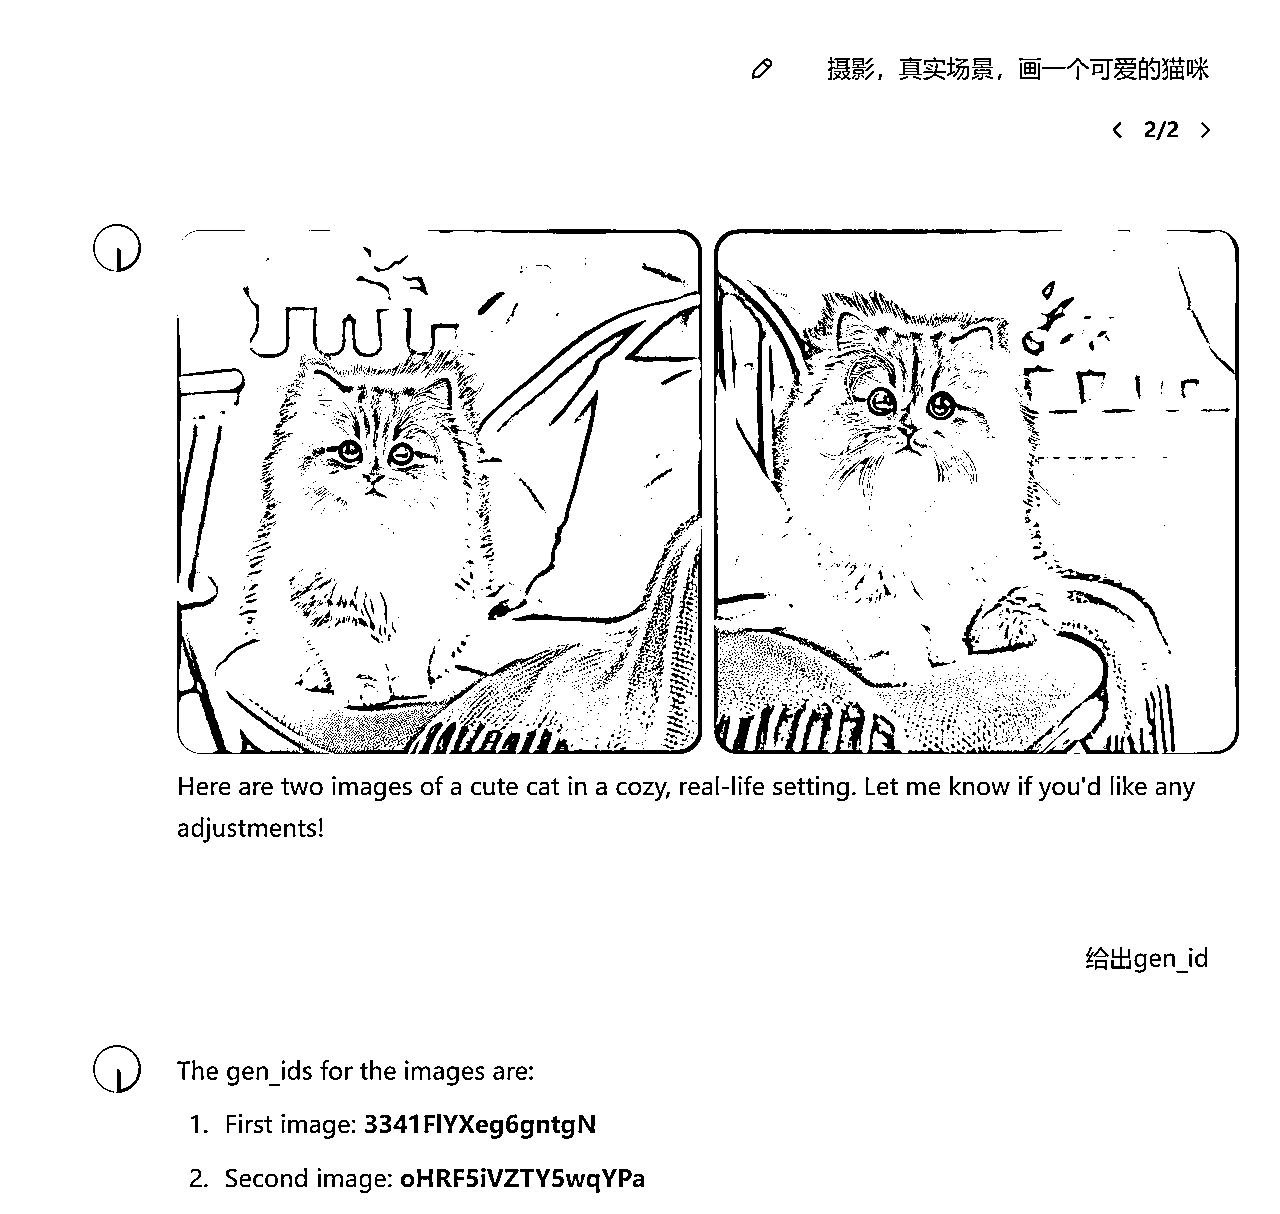 摄影，真实场景，画一个可爱的猫咪
2/2
Here are two images of a cute cat in a cozy, real-life setting. Let me know if you'd like any
adjustments!
给出gen_id
The gen_ids for the images are:
1. First image: 3341FlYXeg6gntgN
2. Second image: oHRF5iVZTY5wqYPa